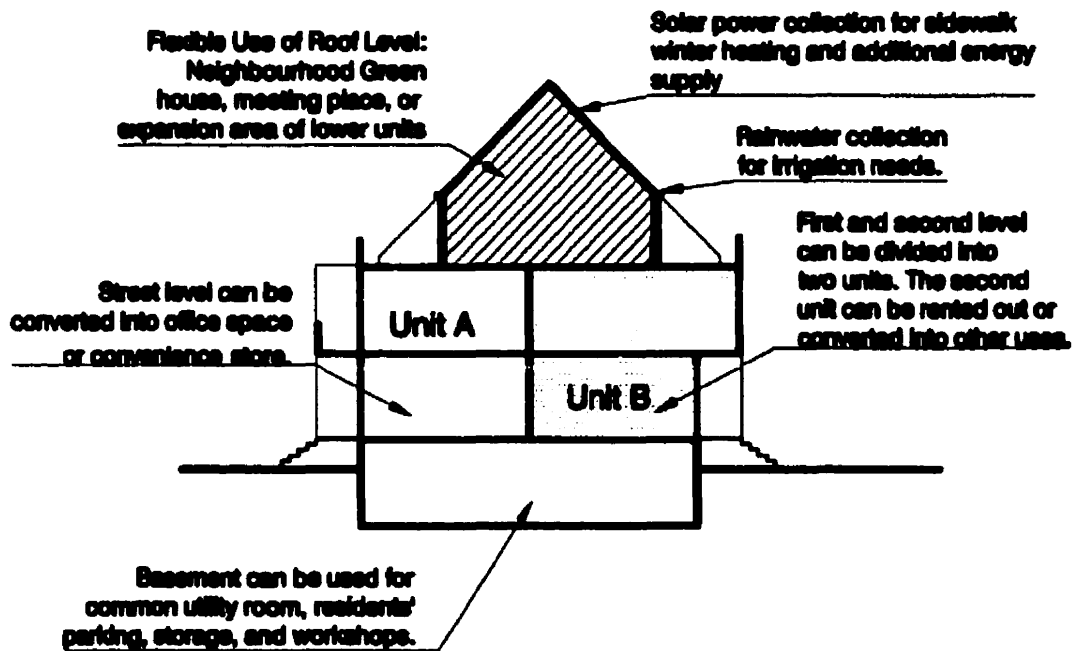 Flexible Use of Roof Level:
Neighbourhood Green
house, meeting place, or
expansion area of lower units
Solar power collection for sidewalk
winter heating and additional energy
supply
Rainwater collection
for irrigation needs.
First and second level
can be divided into
two units. The second
unit can be rented out or
converted into other uses.
Street level can be
converted into office space
or convenience store.
Unit A
Unit B
Basement can be used for
common utility room, residents'
parking, storage, and workshops.